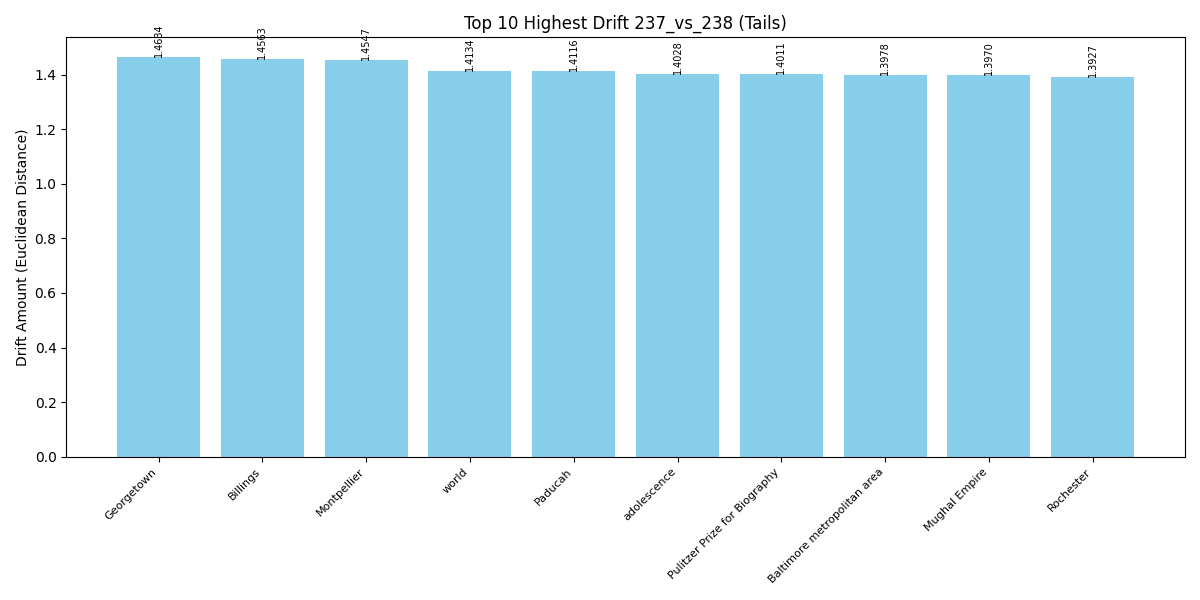 Top 10 Highest Drift 237_vs_238 (Tails)
Drift Amount (Euclidean Distance)
1.4
1.2
1.0
0.8
0.6
0.4
0.2
0.0
1.4634
1.4563
1.4547
1.4134
1.4116
1.4028
1.4011
1.3978
1.3970
1.3927
Georgetown
Billings
Montpellier
world
Paducah
adolescence
Pulitzer Prize for Biography
Baltimore metropolitan area
Mughal Empire
Rochester